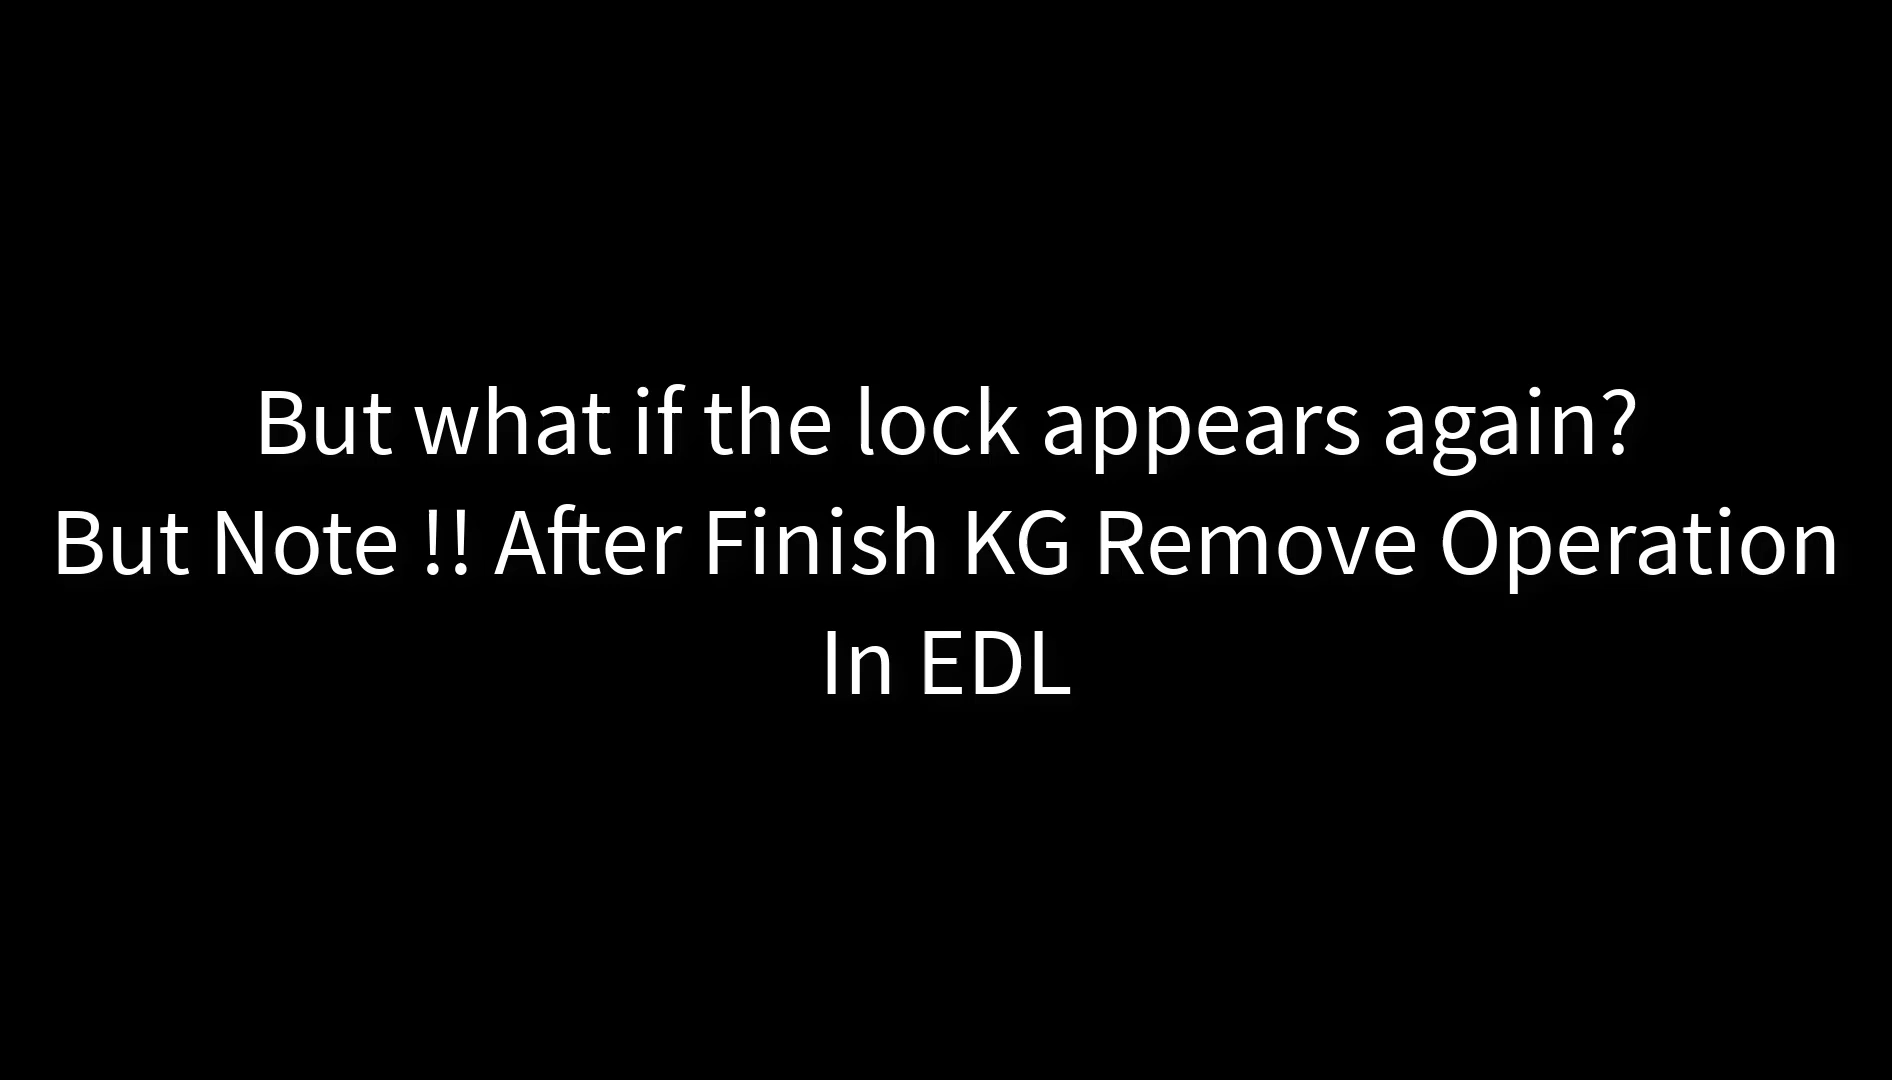 But what if the lock appears again?
But Note !! After Finish KG Remove Operation
In EDL